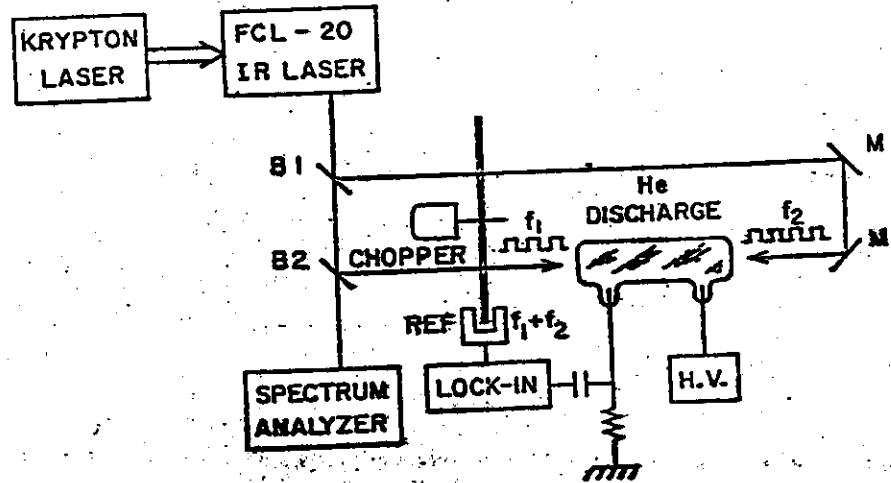 KRYPTON
LASER
FCL-20
IR LASER
B1
M
He
DISCHARGE
f₁
f₂
B2
CHOPPER
M
REF
f₁+f₂
LOCK-IN
H.V.
SPECTRUM
ANALYZER